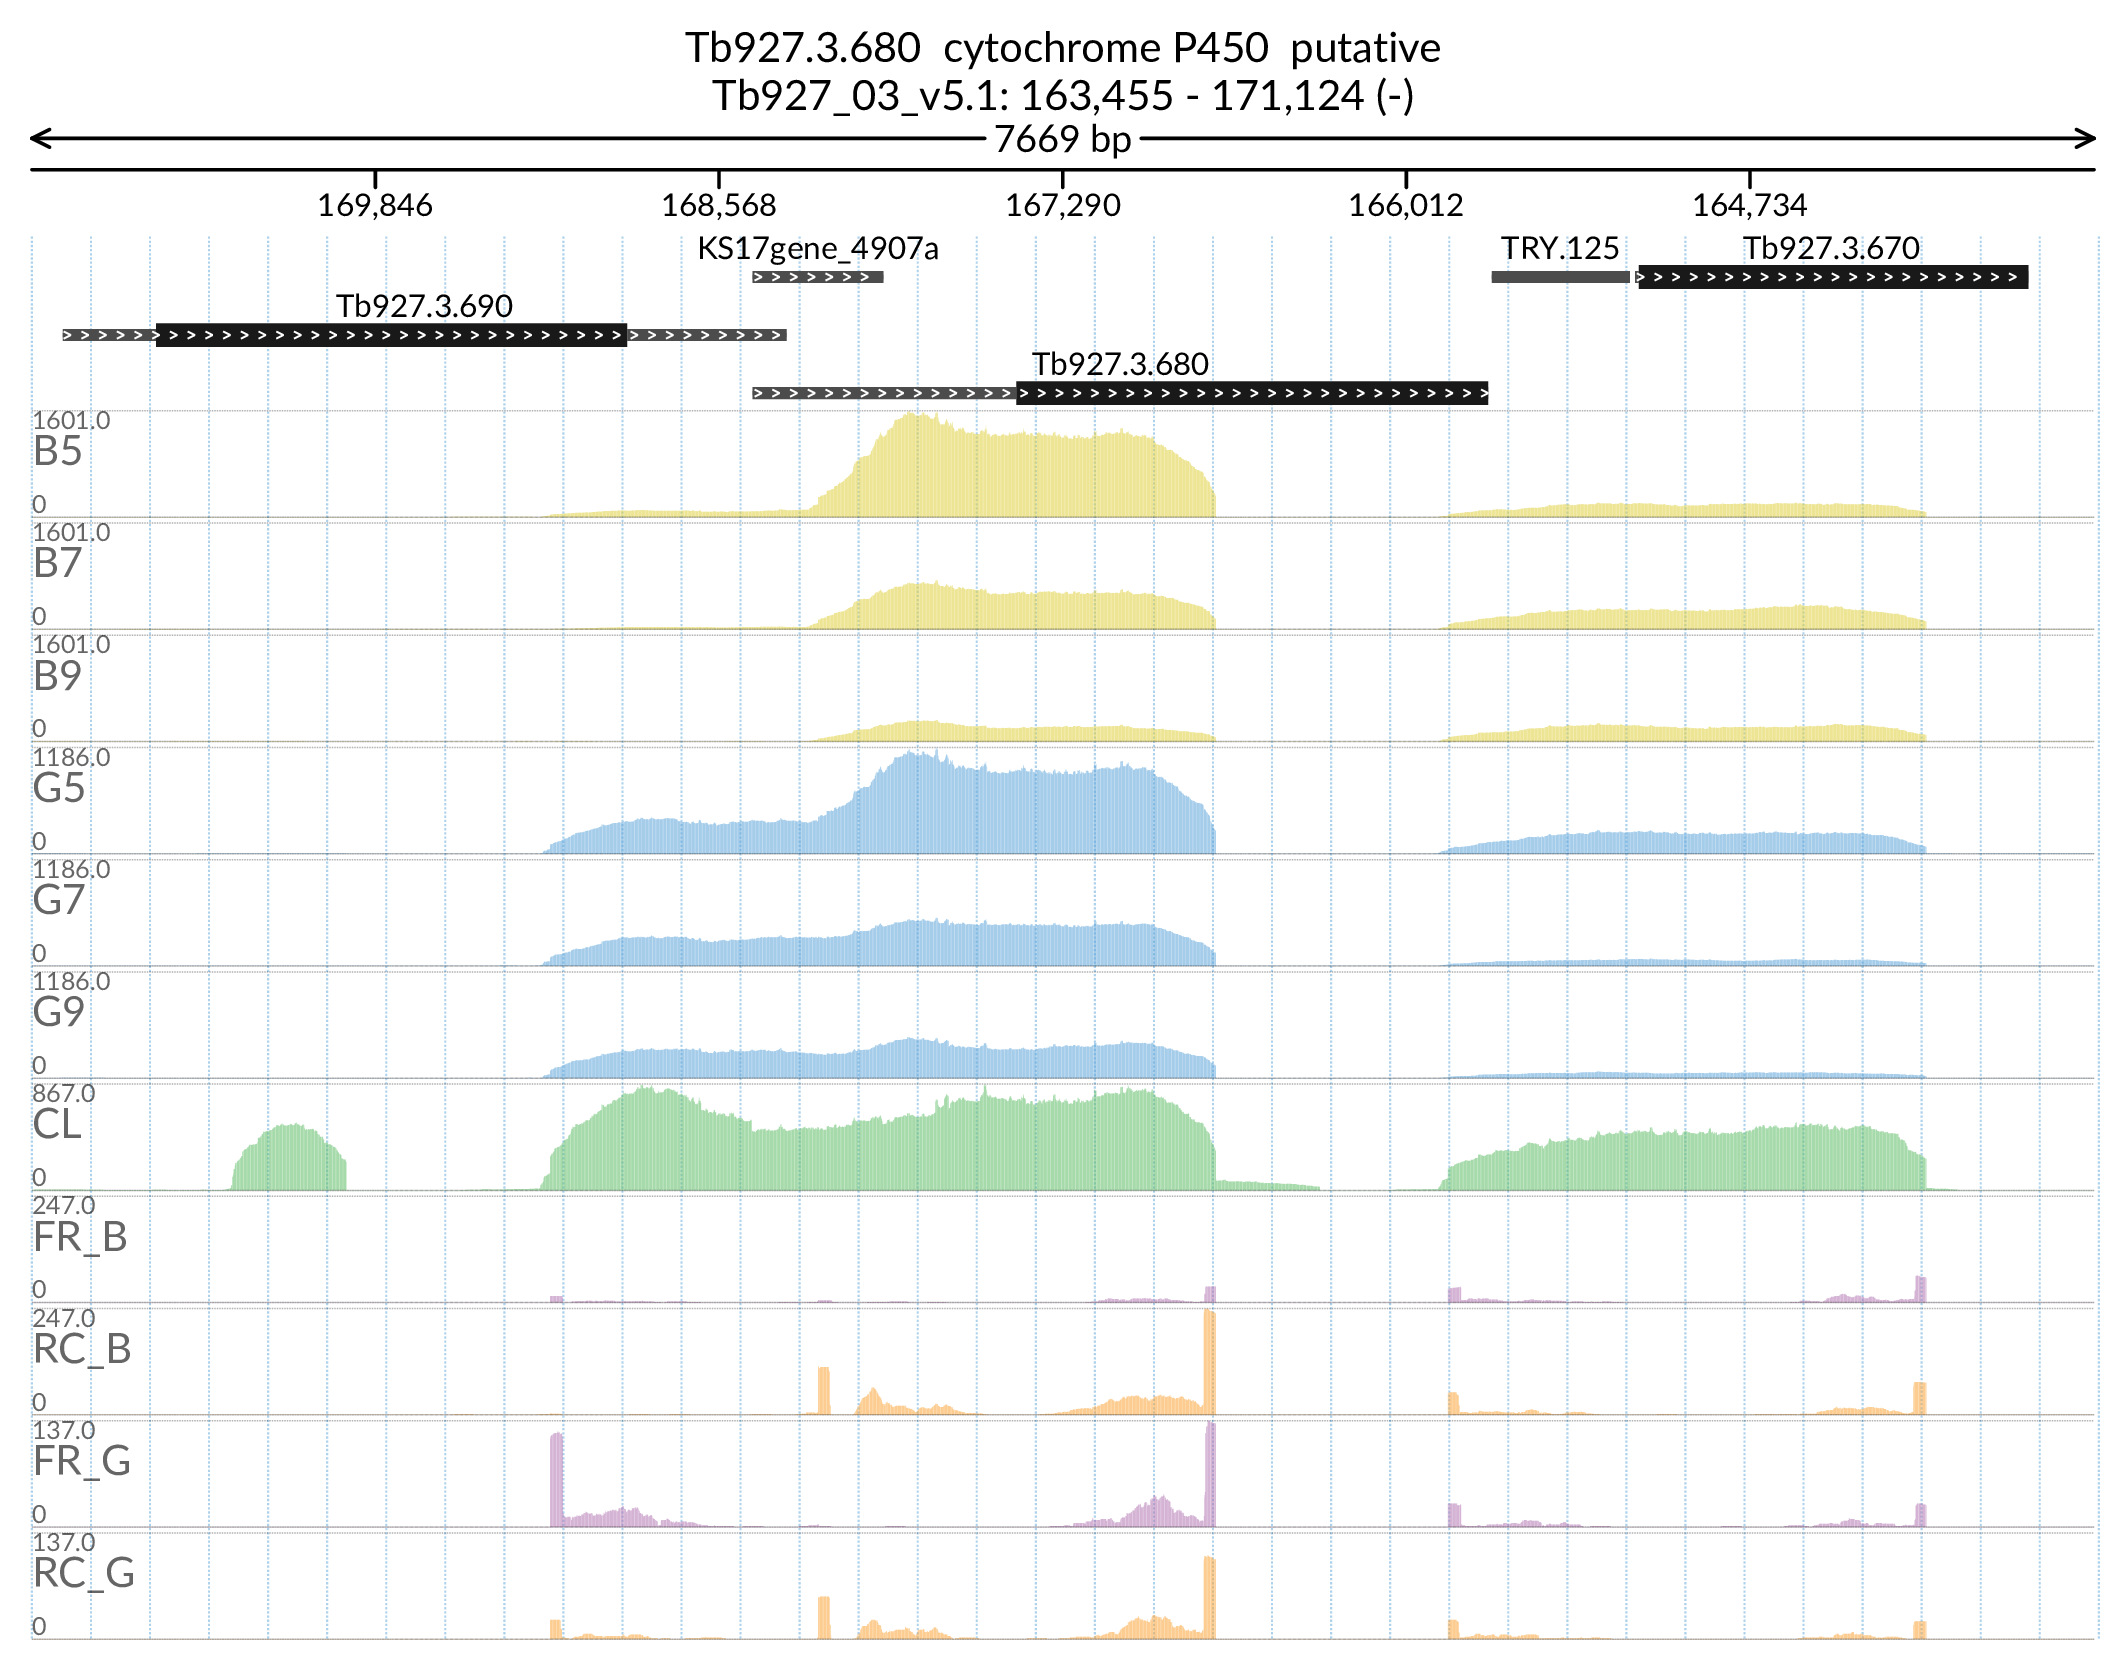 Tb927.3.680 cytochrome P450 putative
Tb927_03_v5.1: 163,455 - 171,124 (-)
7669 bp
169,846 168,568 167,290 166,012 164,734
KS17gene_4907a TRY.125 Tb927.3.670
Tb927.3.690
Tb927.3.680
1601.0
B5
0
1601.0
B7
0
1601.0
B9
0
1186.0
G5
0
1186.0
G7
0
1186.0
G9
0
867.0
CL
0
247.0
FR_B
0
247.0
RC_B
0
137.0
FR_G
0
137.0
RC_G
0